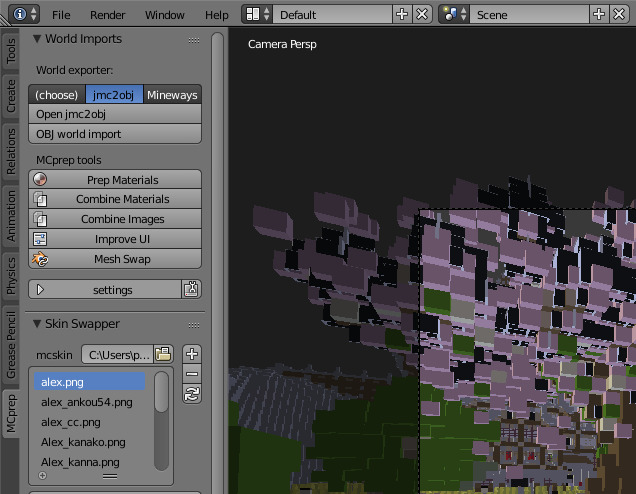 File Render Window Help Default Scene
Tools
Create
Relations
Animation
Physics
Grease Pencil
MCprep
World Imports
World exporter:
(choose) jmc2obj Mineways
Open jmc2obj
OBJ world import
MCprep tools
Prep Materials
Combine Materials
Combine Images
Improve UI
Mesh Swap
settings
Skin Swapper
mcskin C:\Users\p...
alex.png
alex_ankou54.png
alex_cc.png
Alex_kanako.png
Alex_kanna.png
Camera Persp